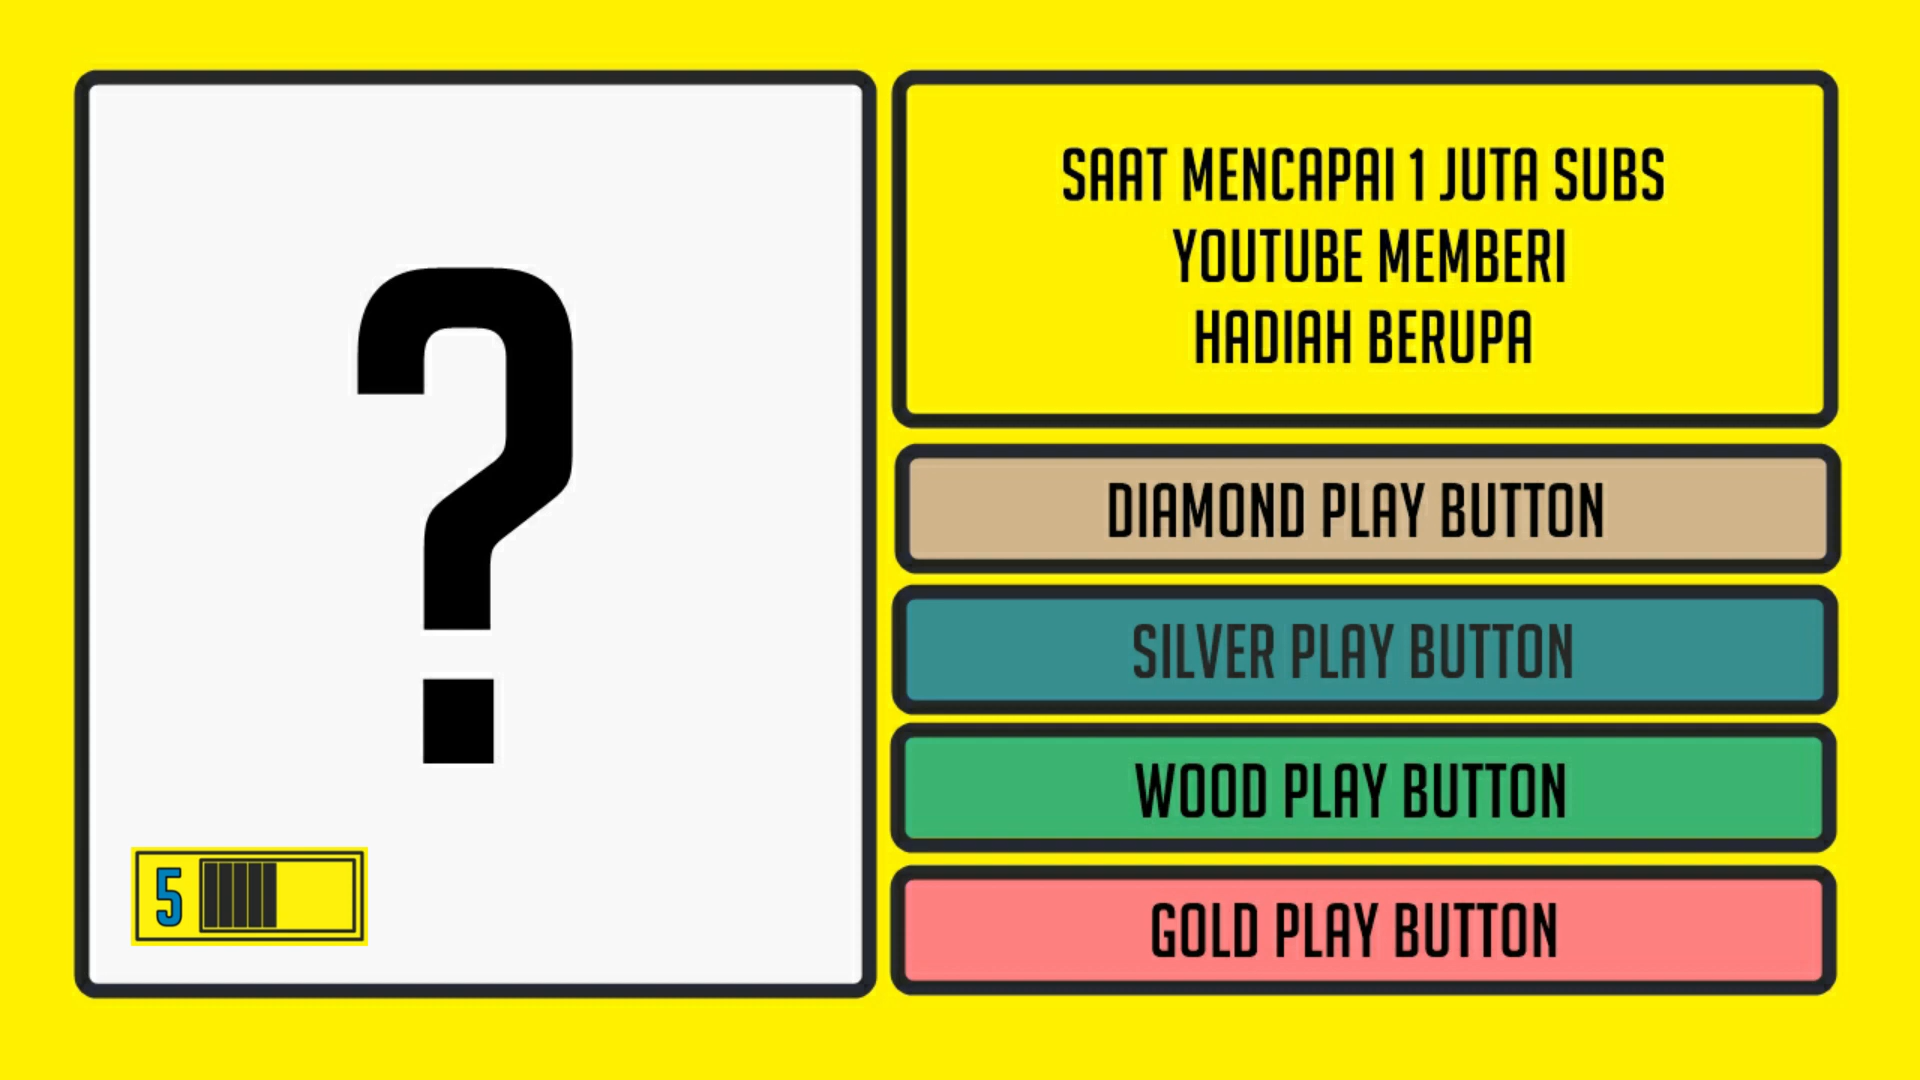 SAAT MENCAPAI 1 JUTA SUBS
YOUTUBE MEMBERI
HADIAH BERUPA
DIAMOND PLAY BUTTON
SILVER PLAY BUTTON
WOOD PLAY BUTTON
GOLD PLAY BUTTON
?
5